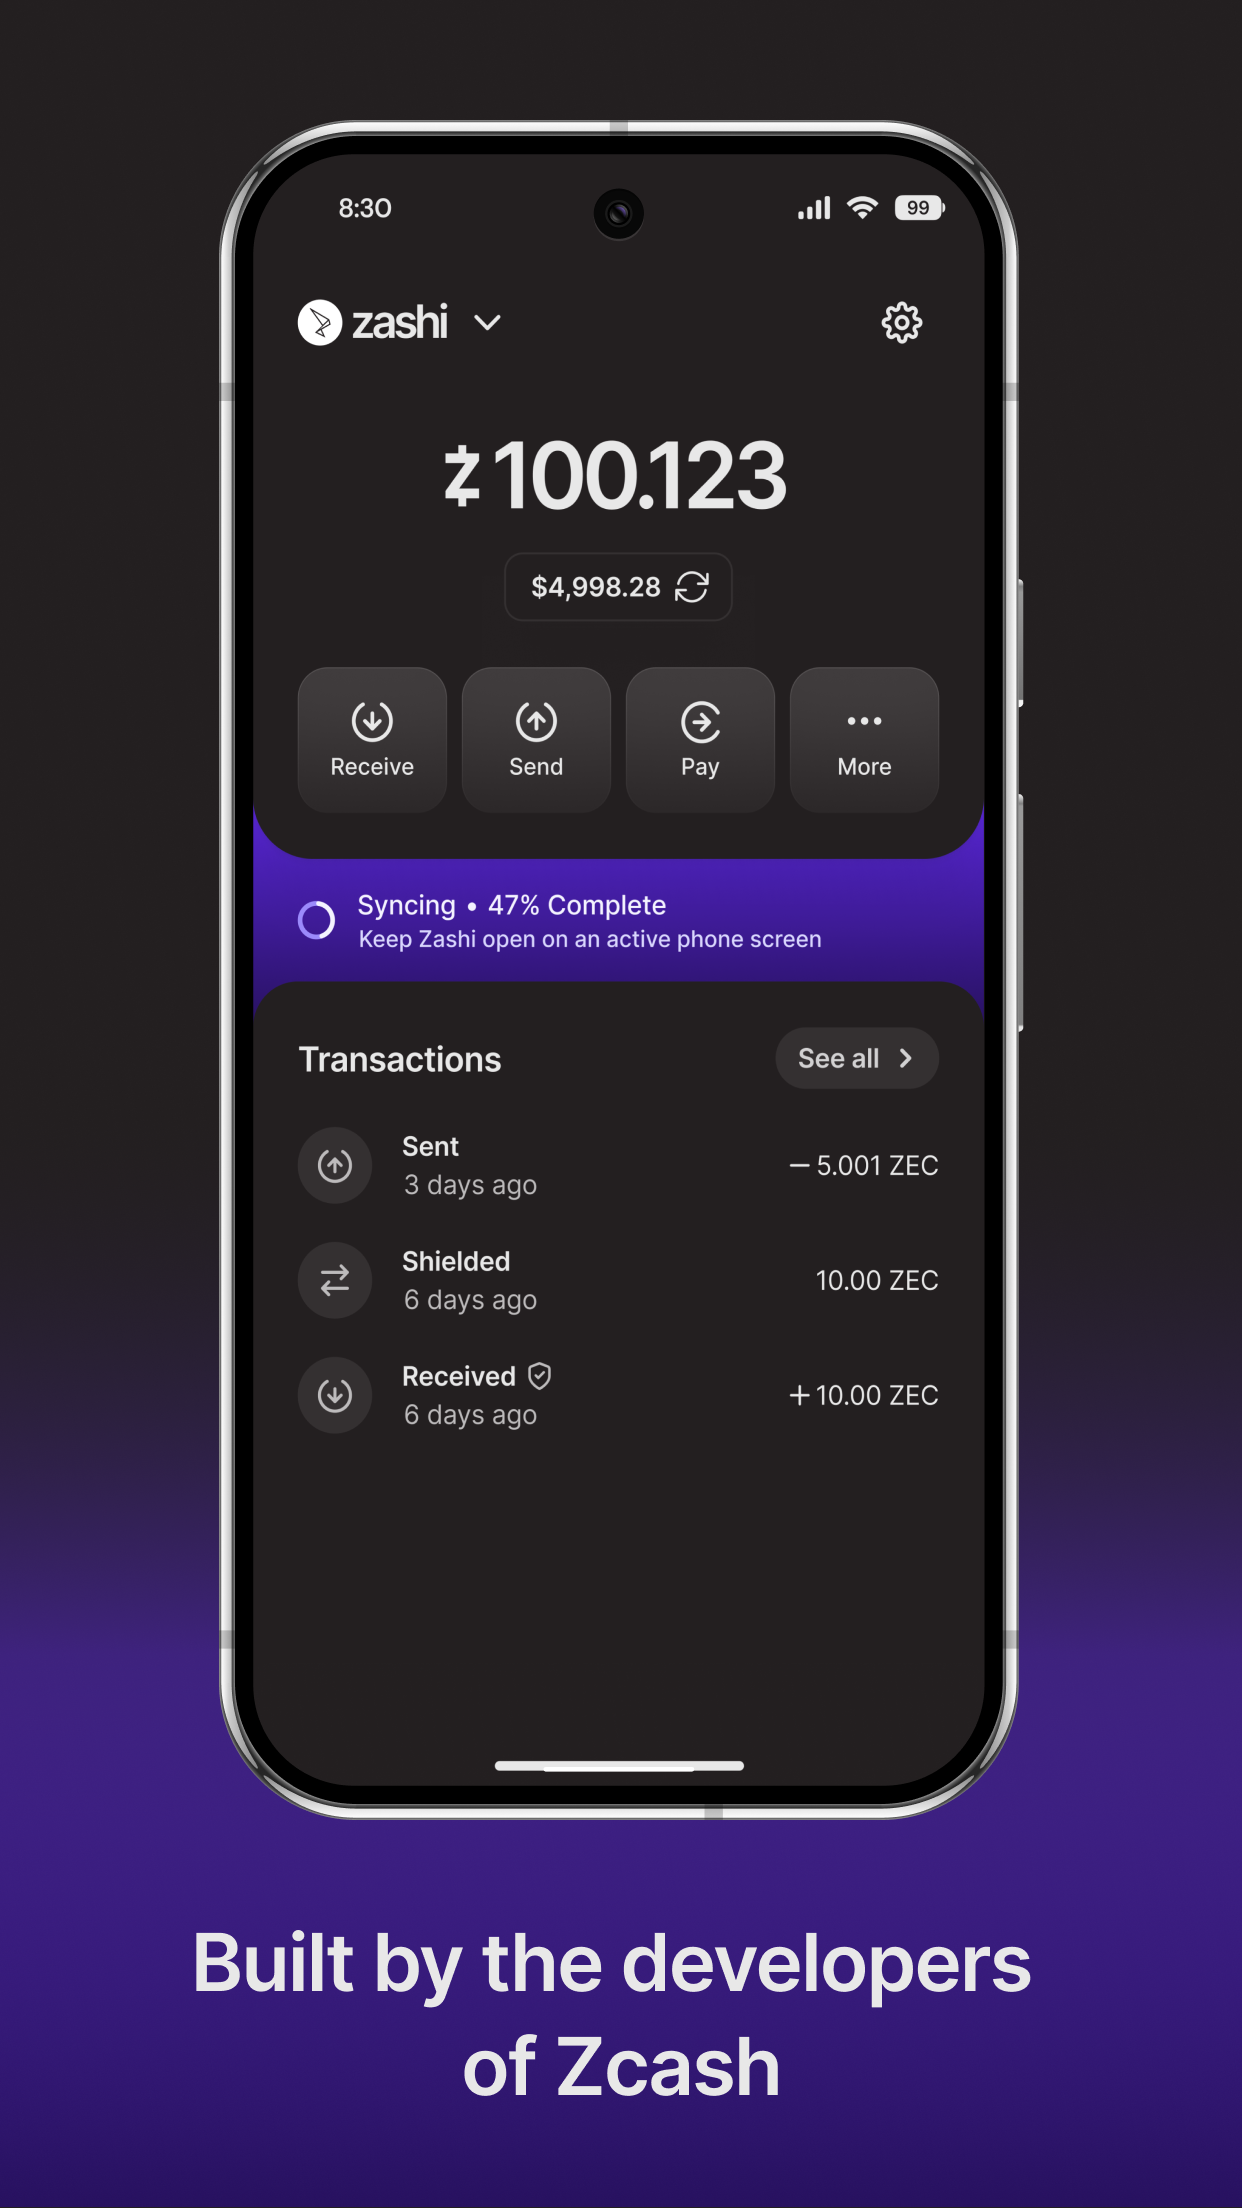 8:30
99
zashi
100.123
$4,998.28
Receive
Send
Pay
More
Syncing • 47% Complete
Keep Zashi open on an active phone screen
Transactions
See all
Sent
3 days ago
– 5.001 ZEC
Shielded
6 days ago
10.00 ZEC
Received
6 days ago
+ 10.00 ZEC
Built by the developers
of Zcash